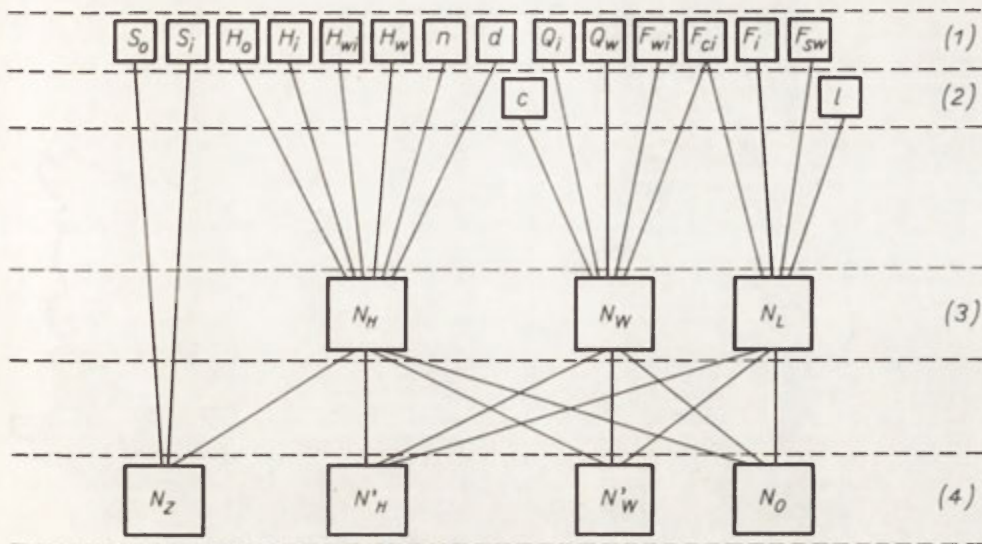 S_o S_i H_o H_i H_wi H_w n d Q_i Q_w F_wi F_ci F_i F_sw (1)
c l (2)
N_H N_W N_L (3)
N_Z N'_H N'_W N_O (4)